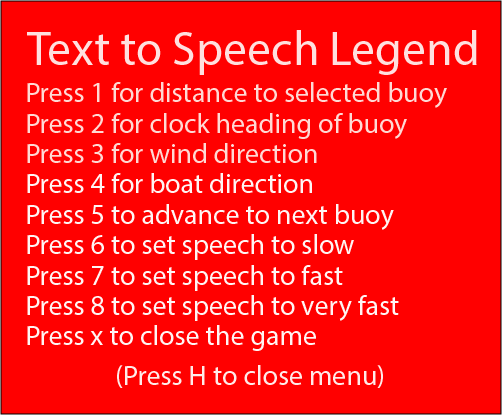 Text to Speech Legend
Press 1 for distance to selected buoy
Press 2 for clock heading of buoy
Press 3 for wind direction
Press 4 for boat direction
Press 5 to advance to next buoy
Press 6 to set speech to slow
Press 7 to set speech to fast
Press 8 to set speech to very fast
Press x to close the game
(Press H to close menu)